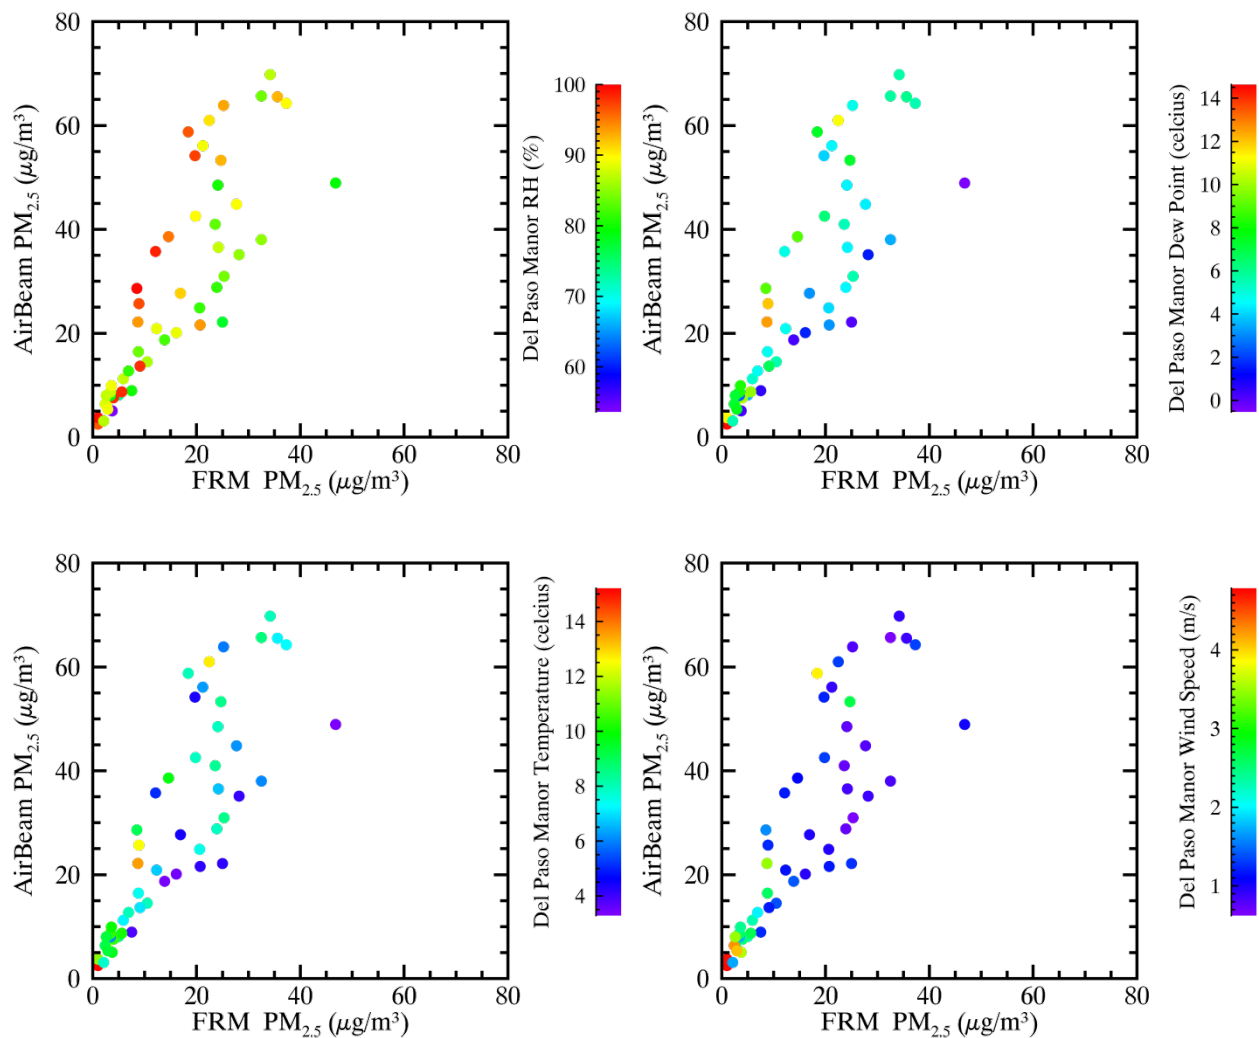 80
60
40
20
0
AirBeam PM2.5 (μg/m³)
0 20 40 60 80
FRM PM2.5 (μg/m³)
100
90
80
70
60
Del Paso Manor RH (%)
80
60
40
20
0
AirBeam PM2.5 (μg/m³)
0 20 40 60 80
FRM PM2.5 (μg/m³)
14
12
10
8
6
4
2
0
Del Paso Manor Dew Point (celcius)
80
60
40
20
0
AirBeam PM2.5 (μg/m³)
0 20 40 60 80
FRM PM2.5 (μg/m³)
14
12
10
8
6
4
Del Paso Manor Temperature (celcius)
80
60
40
20
0
AirBeam PM2.5 (μg/m³)
0 20 40 60 80
FRM PM2.5 (μg/m³)
4
3
2
1
Del Paso Manor Wind Speed (m/s)